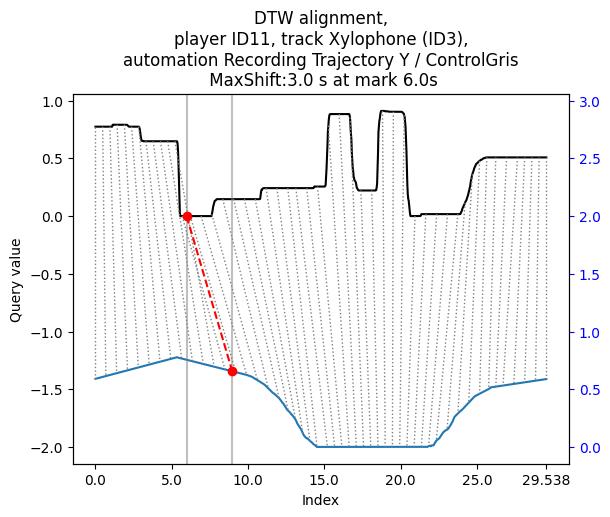 DTW alignment,
player ID11, track Xylophone (ID3),
automation Recording Trajectory Y / ControlGris
MaxShift:3.0 s at mark 6.0s
1.0
0.5
0.0
−0.5
−1.0
−1.5
−2.0
Query value
3.0
2.5
2.0
1.5
1.0
0.5
0.0
0.0 5.0 10.0 15.0 20.0 25.0 29.538
Index